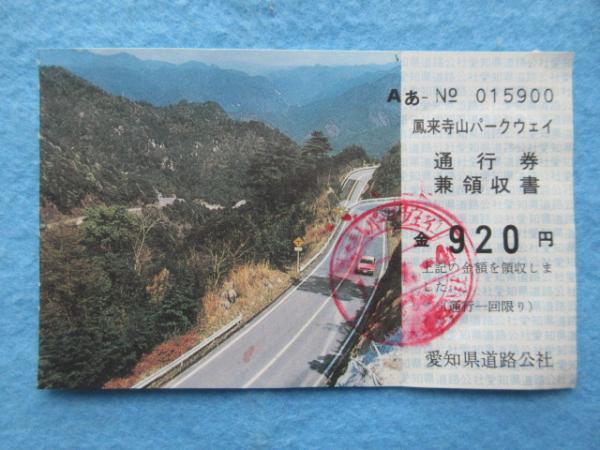 Aあ-№ 015900
鳳来寺山パークウェイ
通行券
兼領収書
金 920 円
上記の金額を領収しま
した。
(通行一回限り)
愛知県道路公社